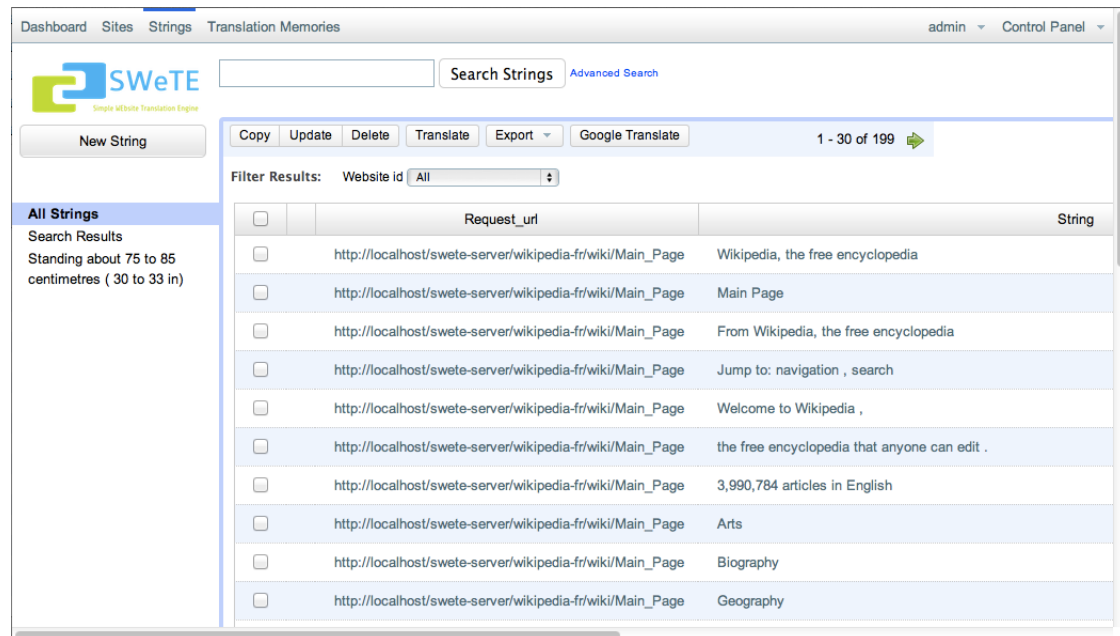 Dashboard Sites Strings Translation Memories admin Control Panel
SWeTE
Simple WEbsite Translation Engine
Search Strings Advanced Search
New String
Copy Update Delete Translate Export Google Translate 1 - 30 of 199
Filter Results: Website id All
All Strings
Search Results
Standing about 75 to 85
centimetres ( 30 to 33 in)
Request_url String
http://localhost/swete-server/wikipedia-fr/wiki/Main_Page Wikipedia, the free encyclopedia
http://localhost/swete-server/wikipedia-fr/wiki/Main_Page Main Page
http://localhost/swete-server/wikipedia-fr/wiki/Main_Page From Wikipedia, the free encyclopedia
http://localhost/swete-server/wikipedia-fr/wiki/Main_Page Jump to: navigation , search
http://localhost/swete-server/wikipedia-fr/wiki/Main_Page Welcome to Wikipedia ,
http://localhost/swete-server/wikipedia-fr/wiki/Main_Page the free encyclopedia that anyone can edit .
http://localhost/swete-server/wikipedia-fr/wiki/Main_Page 3,990,784 articles in English
http://localhost/swete-server/wikipedia-fr/wiki/Main_Page Arts
http://localhost/swete-server/wikipedia-fr/wiki/Main_Page Biography
http://localhost/swete-server/wikipedia-fr/wiki/Main_Page Geography